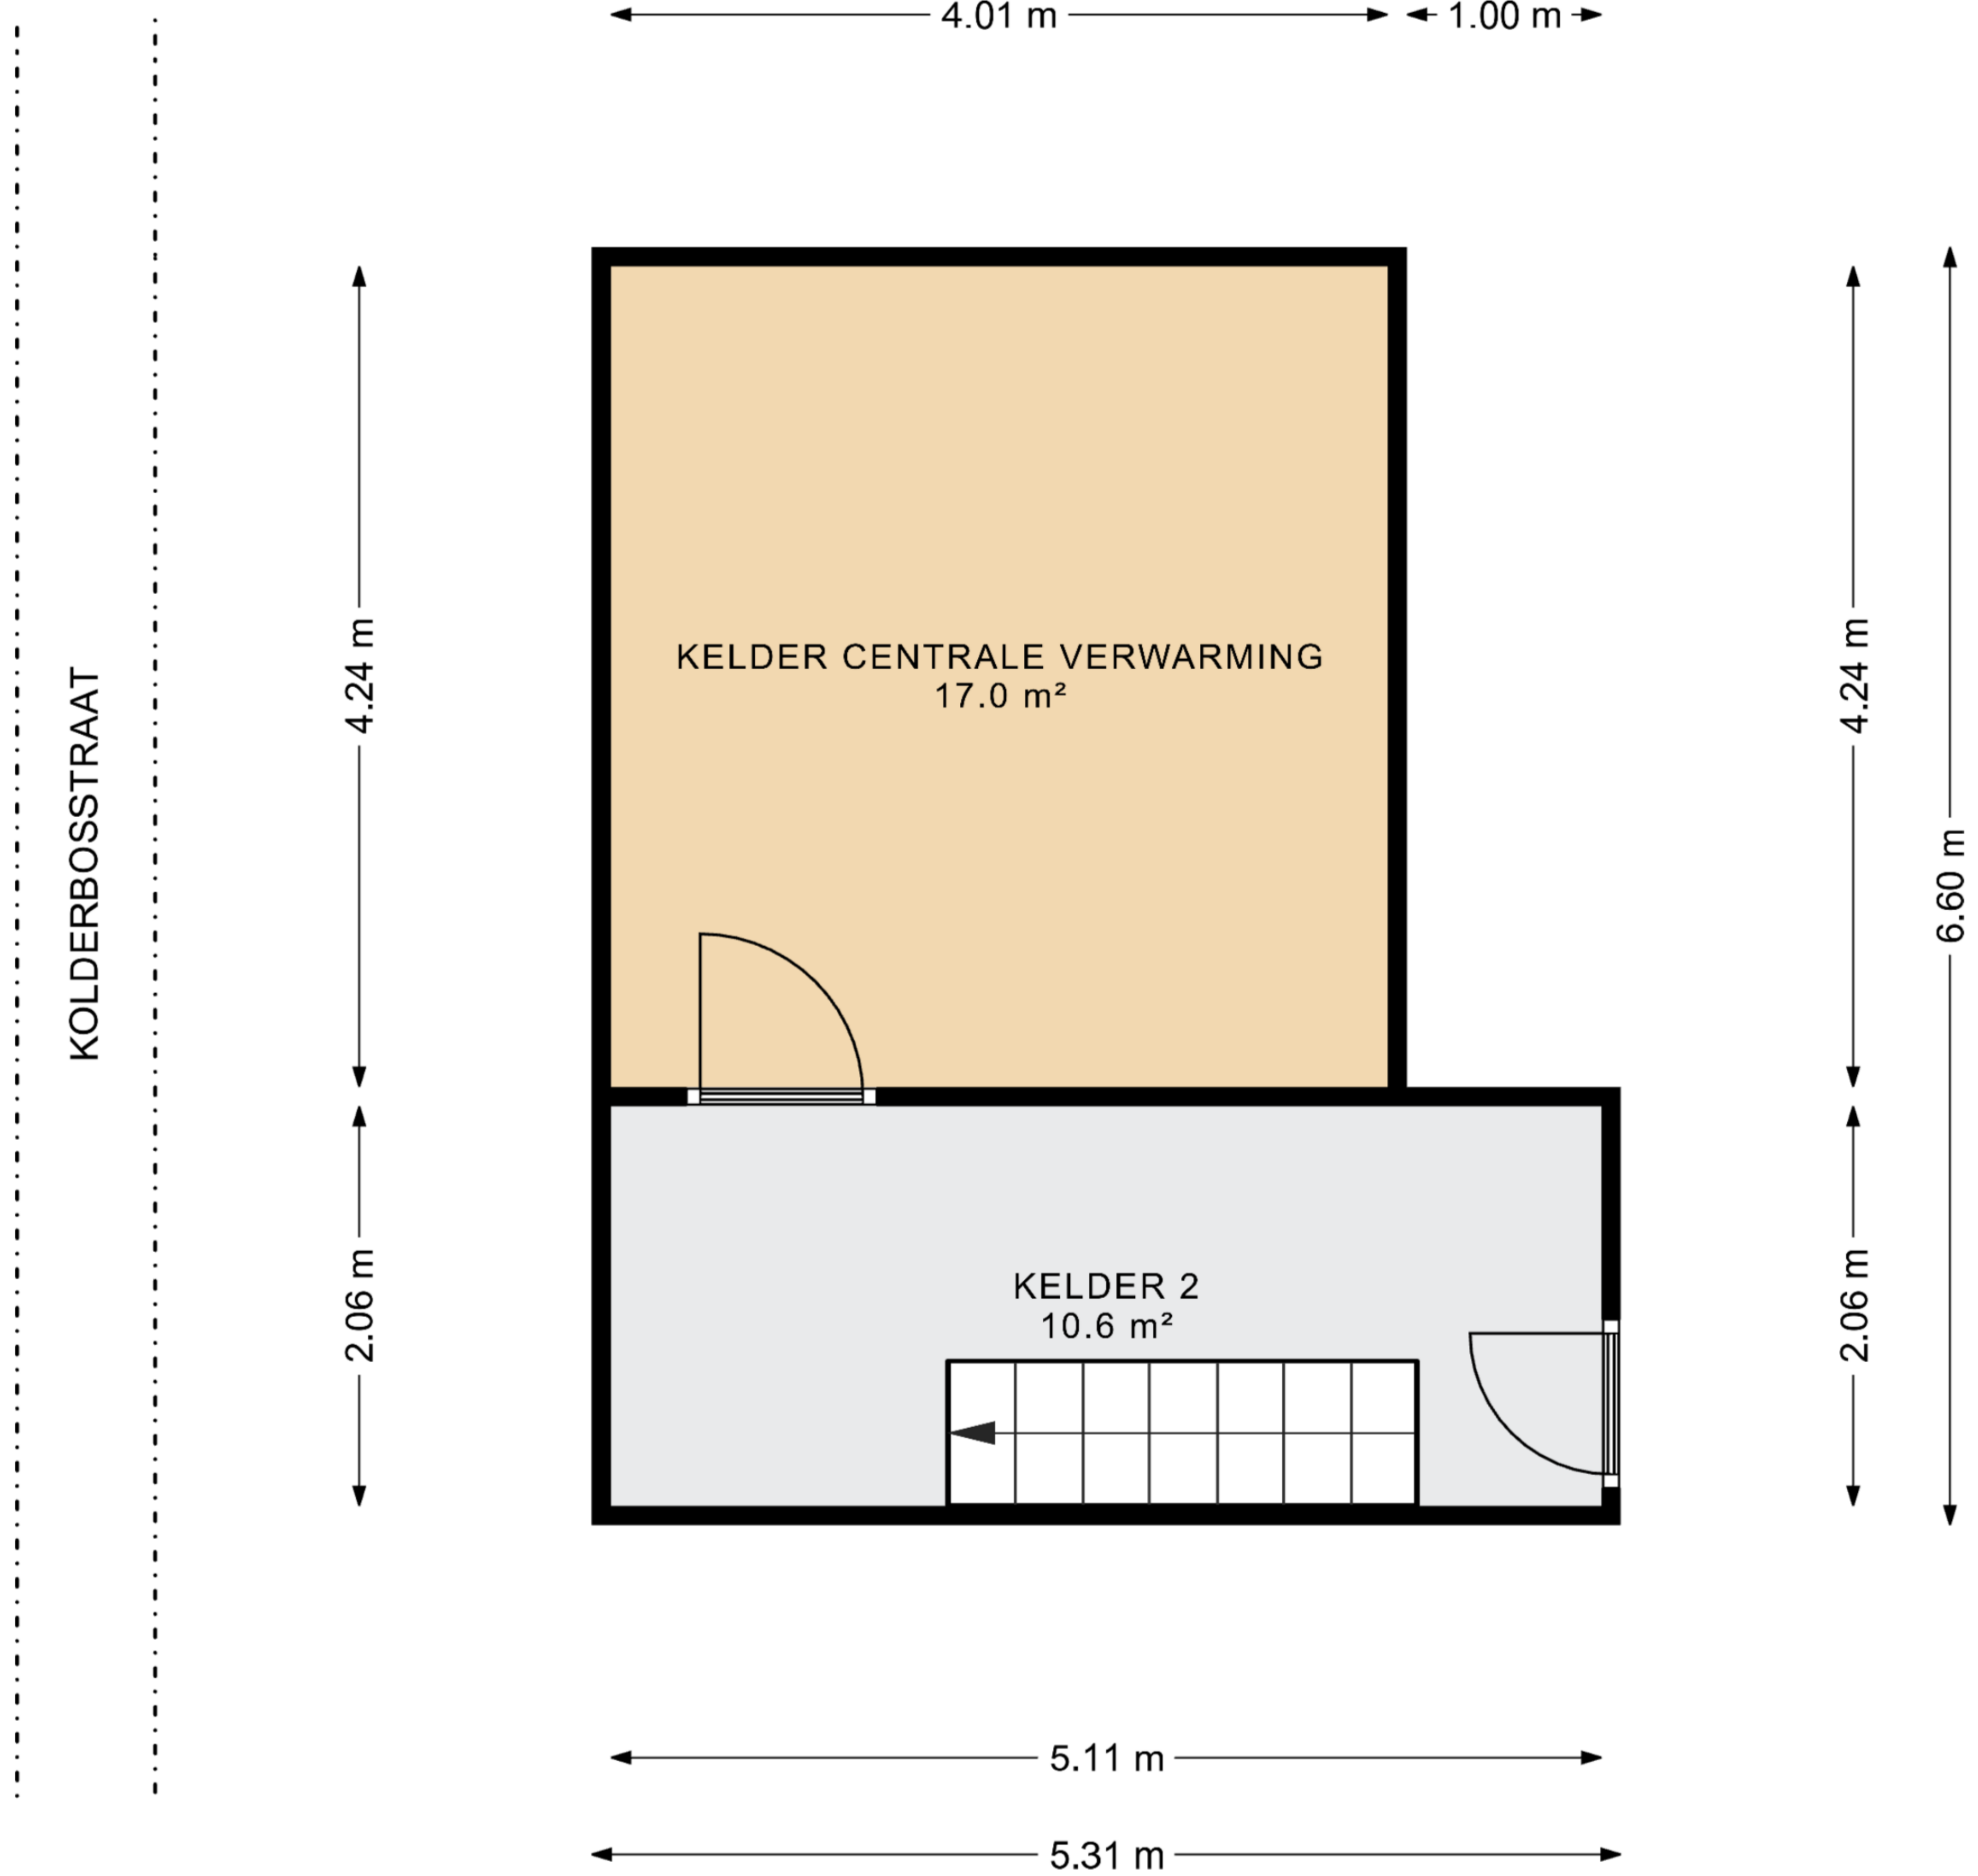 4.01 m
1.00 m
KOLDERBOSSTRAAT
4.24 m
KELDER CENTRALE VERWARMING
17.0 m²
4.24 m
6.60 m
2.06 m
KELDER 2
10.6 m²
2.06 m
5.11 m
5.31 m